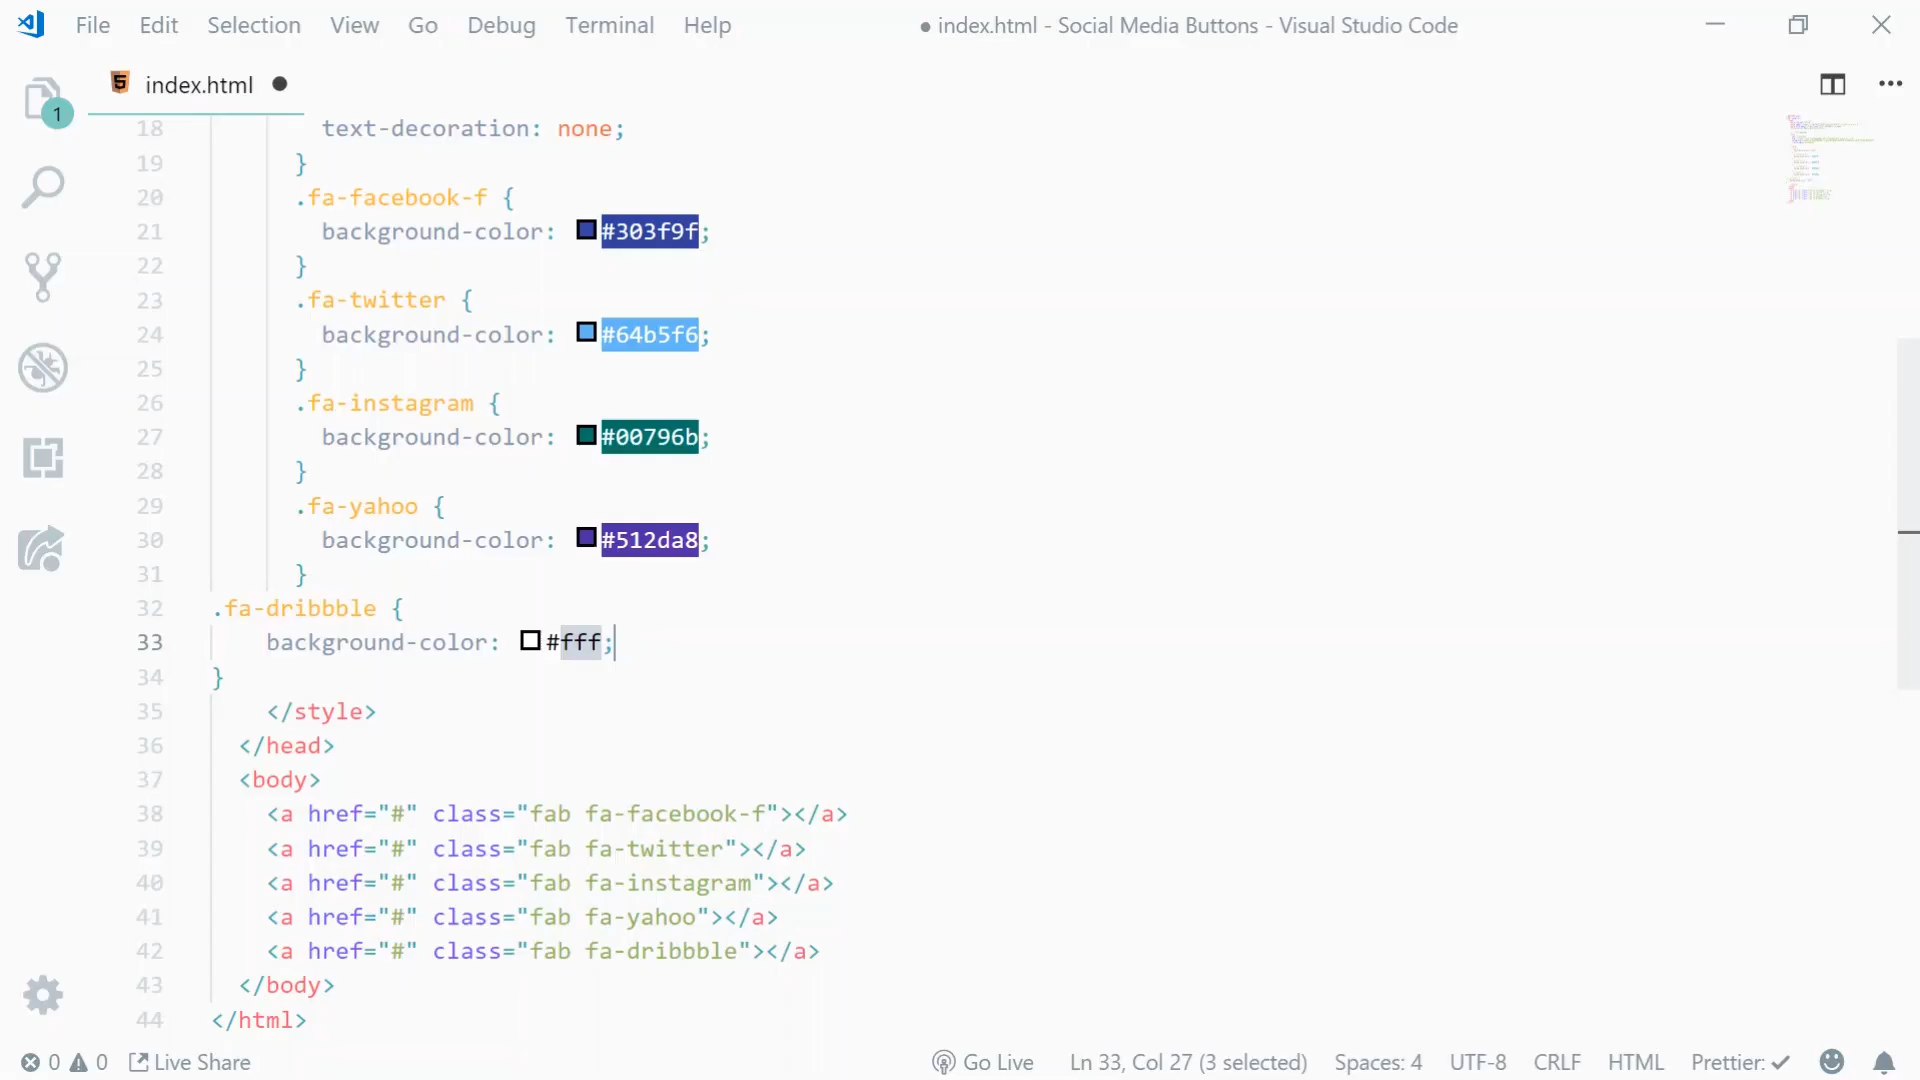 File Edit Selection View Go Debug Terminal Help ● index.html - Social Media Buttons - Visual Studio Code
index.html
1
18 text-decoration: none;
19 }
20 .fa-facebook-f {
21 background-color: #303f9f;
22 }
23 .fa-twitter {
24 background-color: #64b5f6;
25 }
26 .fa-instagram {
27 background-color: #00796b;
28 }
29 .fa-yahoo {
30 background-color: #512da8;
31 }
32 .fa-dribbble {
33 background-color: #fff;
34 }
35 </style>
36 </head>
37 <body>
38 <a href="#" class="fab fa-facebook-f"></a>
39 <a href="#" class="fab fa-twitter"></a>
40 <a href="#" class="fab fa-instagram"></a>
41 <a href="#" class="fab fa-yahoo"></a>
42 <a href="#" class="fab fa-dribbble"></a>
43 </body>
44 </html>
0 0 Live Share Go Live Ln 33, Col 27 (3 selected) Spaces: 4 UTF-8 CRLF HTML Prettier: ✓